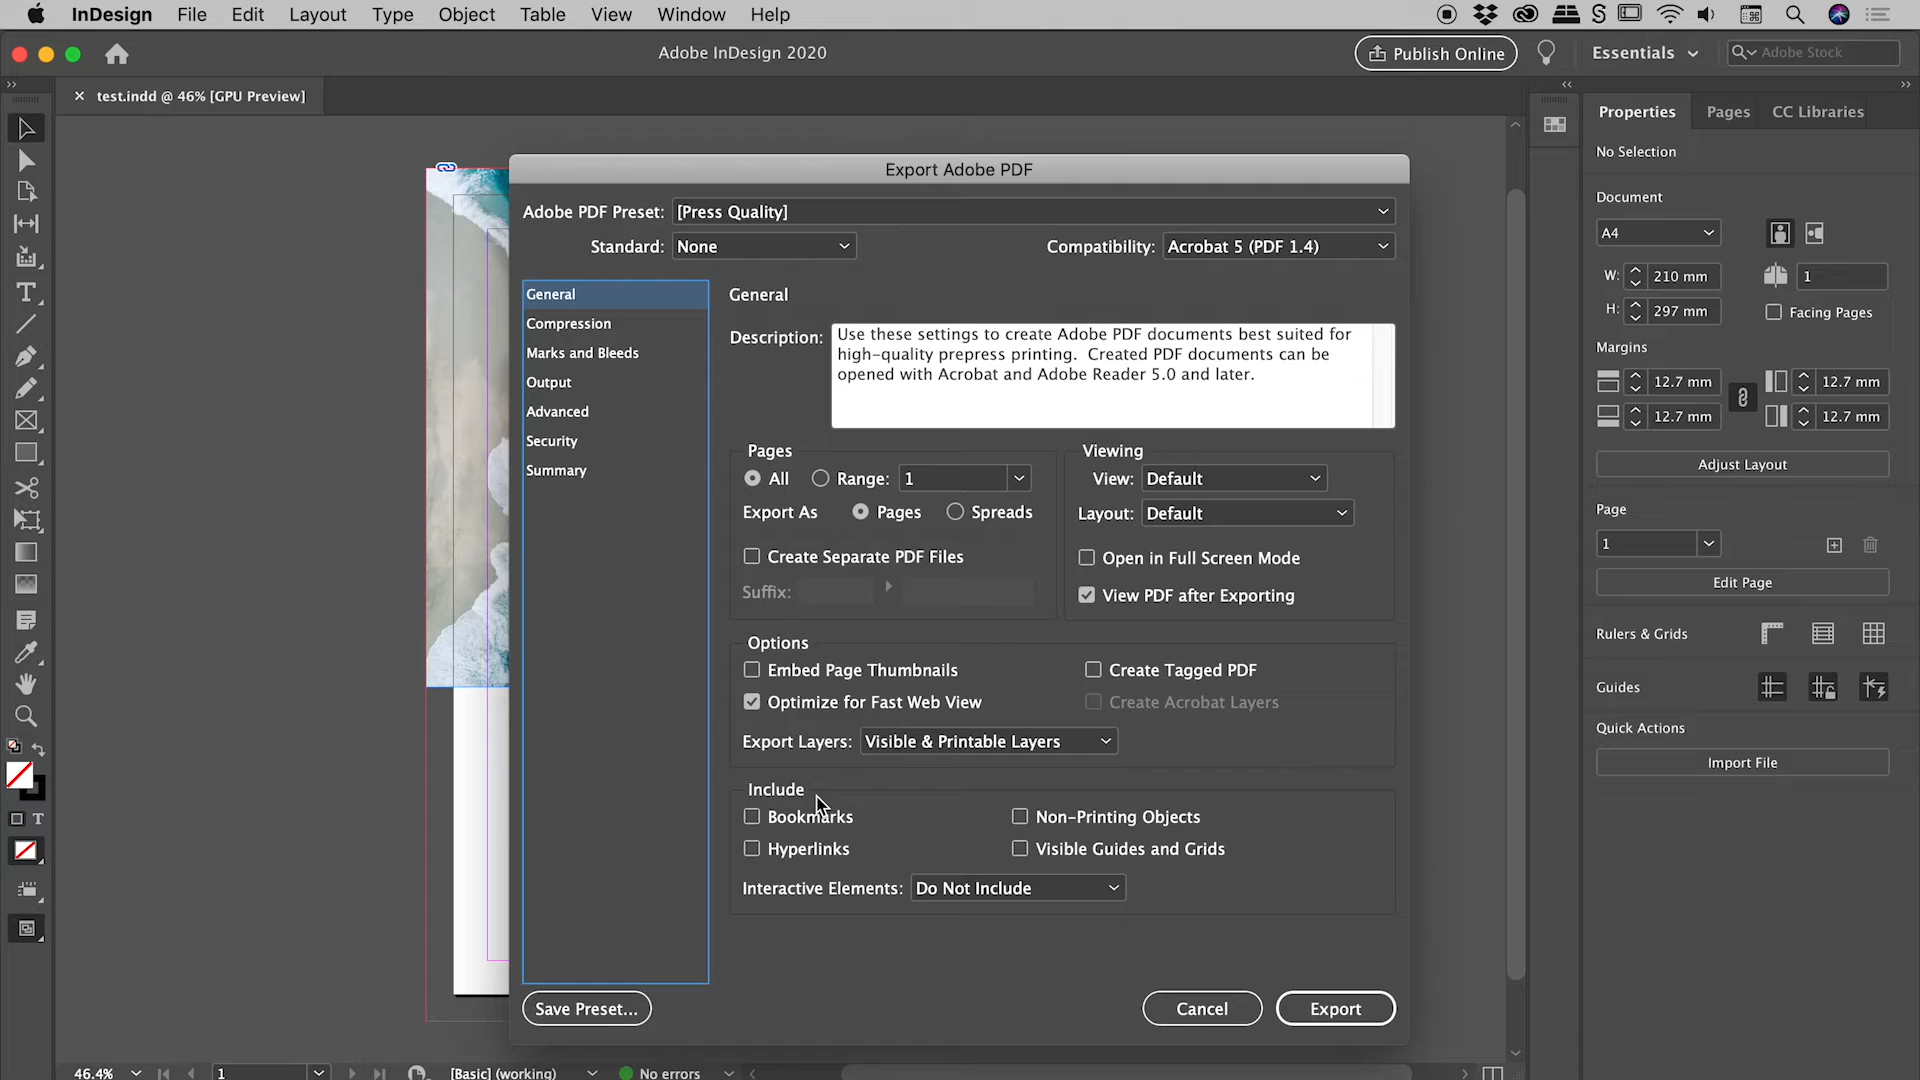 InDesign File Edit Layout Type Object Table View Window Help
Adobe InDesign 2020
Publish Online
Essentials
Adobe Stock
× test.indd @ 46% [GPU Preview]
Properties Pages CC Libraries
No Selection
Document
A4
W: 210 mm
1
H: 297 mm
Facing Pages
Margins
12.7 mm 12.7 mm
12.7 mm 12.7 mm
Adjust Layout
Page
1
Edit Page
Rulers & Grids
Guides
Quick Actions
Import File
Export Adobe PDF
Adobe PDF Preset: [Press Quality]
Standard: None
Compatibility: Acrobat 5 (PDF 1.4)
General
Compression
Marks and Bleeds
Output
Advanced
Security
Summary
General
Description: Use these settings to create Adobe PDF documents best suited for
high-quality prepress printing. Created PDF documents can be
opened with Acrobat and Adobe Reader 5.0 and later.
Pages
All Range: 1
Export As Pages Spreads
Create Separate PDF Files
Suffix:
Viewing
View: Default
Layout: Default
Open in Full Screen Mode
View PDF after Exporting
Options
Embed Page Thumbnails
Create Tagged PDF
Optimize for Fast Web View
Create Acrobat Layers
Export Layers: Visible & Printable Layers
Include
Bookmarks
Non-Printing Objects
Hyperlinks
Visible Guides and Grids
Interactive Elements: Do Not Include
Save Preset...
Cancel
Export
46.4% 1 [Basic] (working) No errors